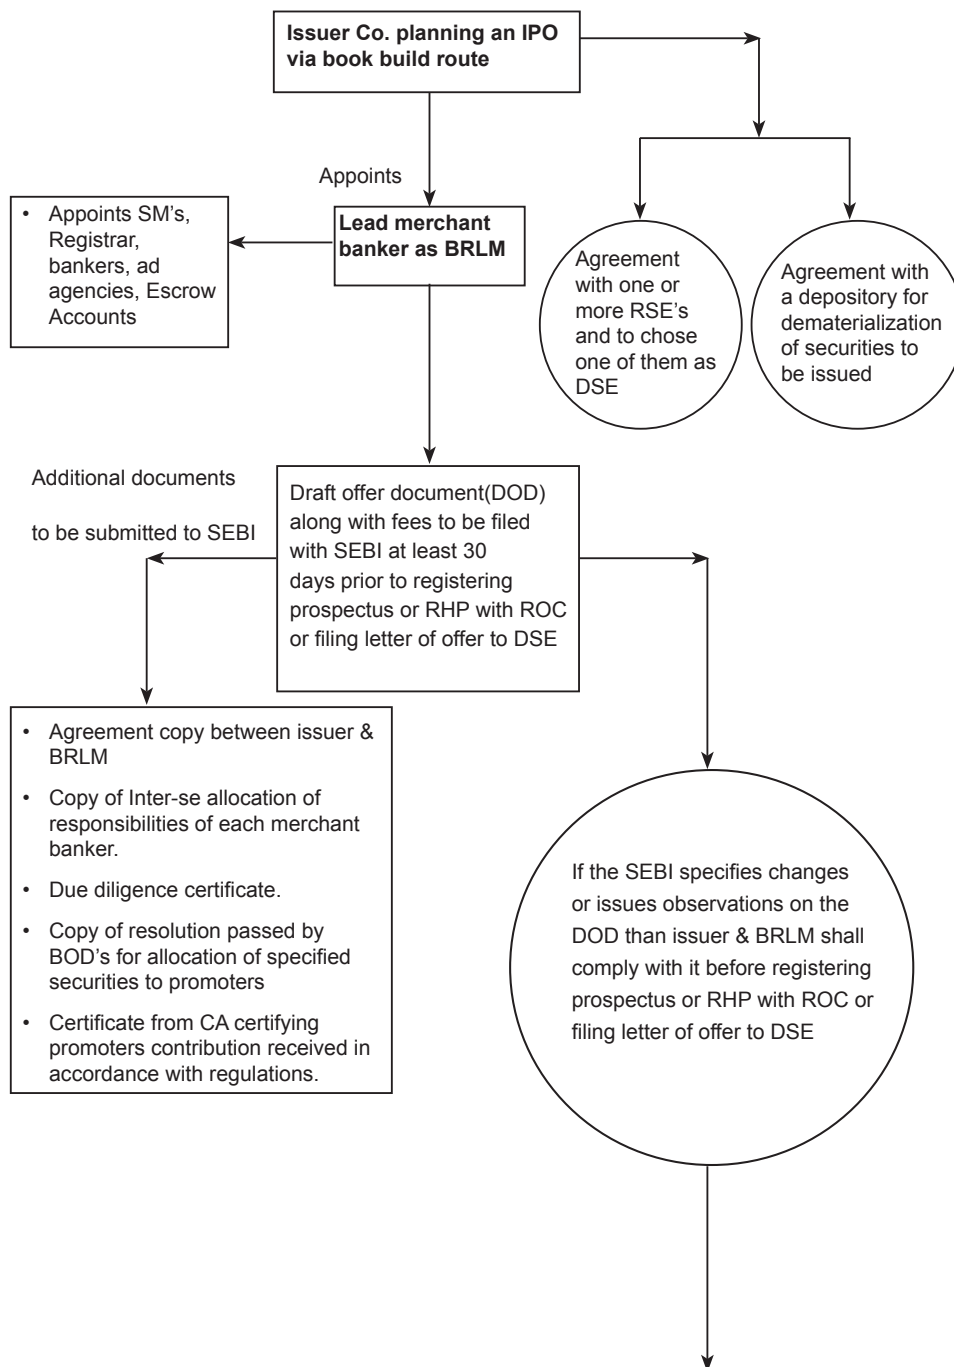 Issuer Co. planning an IPO
via book build route
Appoints
• Appoints SM's,
Registrar,
bankers, ad
agencies, Escrow
Accounts
Lead merchant
banker as BRLM
Agreement
with one or
more RSE's
and to chose
one of them as
DSE
Agreement with
a depository for
dematerialization
of securities to
be issued
Additional documents
to be submitted to SEBI
Draft offer document(DOD)
along with fees to be filed
with SEBI at least 30
days prior to registering
prospectus or RHP with ROC
or filing letter of offer to DSE
• Agreement copy between issuer &
BRLM
• Copy of Inter-se allocation of
responsibilities of each merchant
banker.
• Due diligence certificate.
• Copy of resolution passed by
BOD's for allocation of specified
securities to promoters
• Certificate from CA certifying
promoters contribution received in
accordance with regulations.
If the SEBI specifies changes
or issues observations on the
DOD than issuer & BRLM shall
comply with it before registering
prospectus or RHP with ROC or
filing letter of offer to DSE